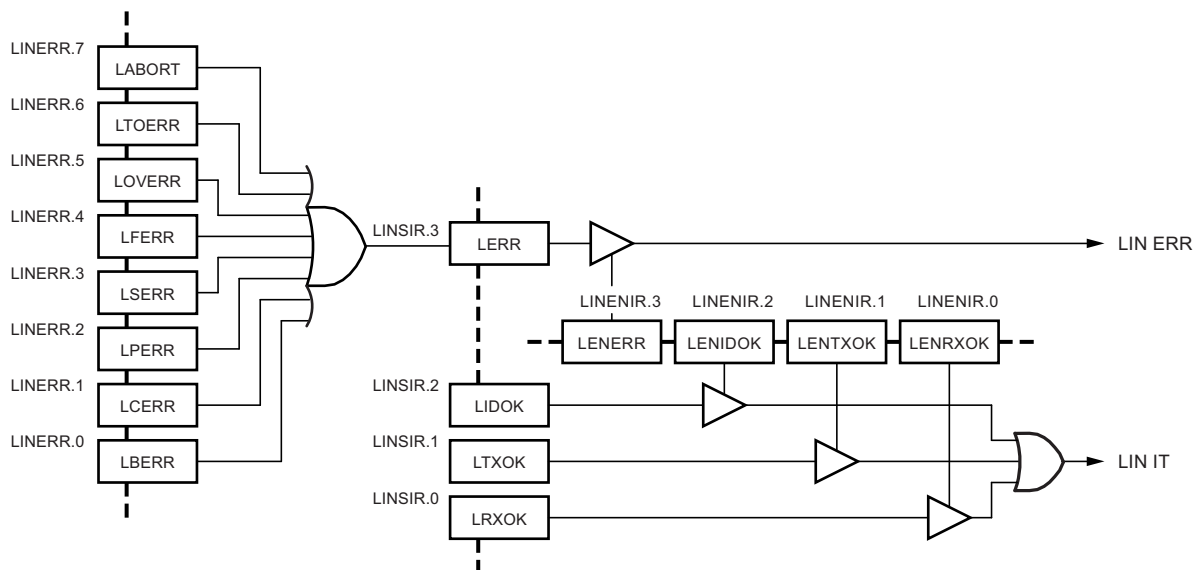 LINERR.7
LABORT
LINERR.6
LTOERR
LINERR.5
LOVERR
LINERR.4
LFERR
LINERR.3
LSERR
LINERR.2
LPERR
LINERR.1
LCERR
LINERR.0
LBERR
LINSIR.3
LERR
LIN ERR
LINENIR.3
LINENIR.2
LINENIR.1
LINENIR.0
LENERR
LENIDOK
LENTXOK
LENRXOK
LINSIR.2
LIDOK
LINSIR.1
LTXOK
LIN IT
LINSIR.0
LRXOK